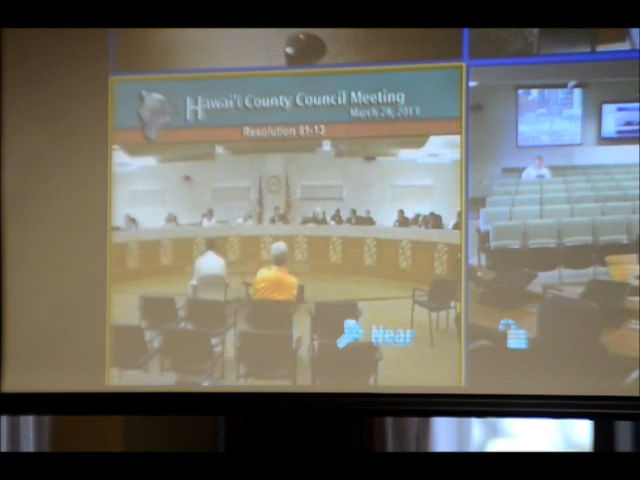 Hawai'i County Council Meeting
March 28, 2013
Resolution 81-13
Near